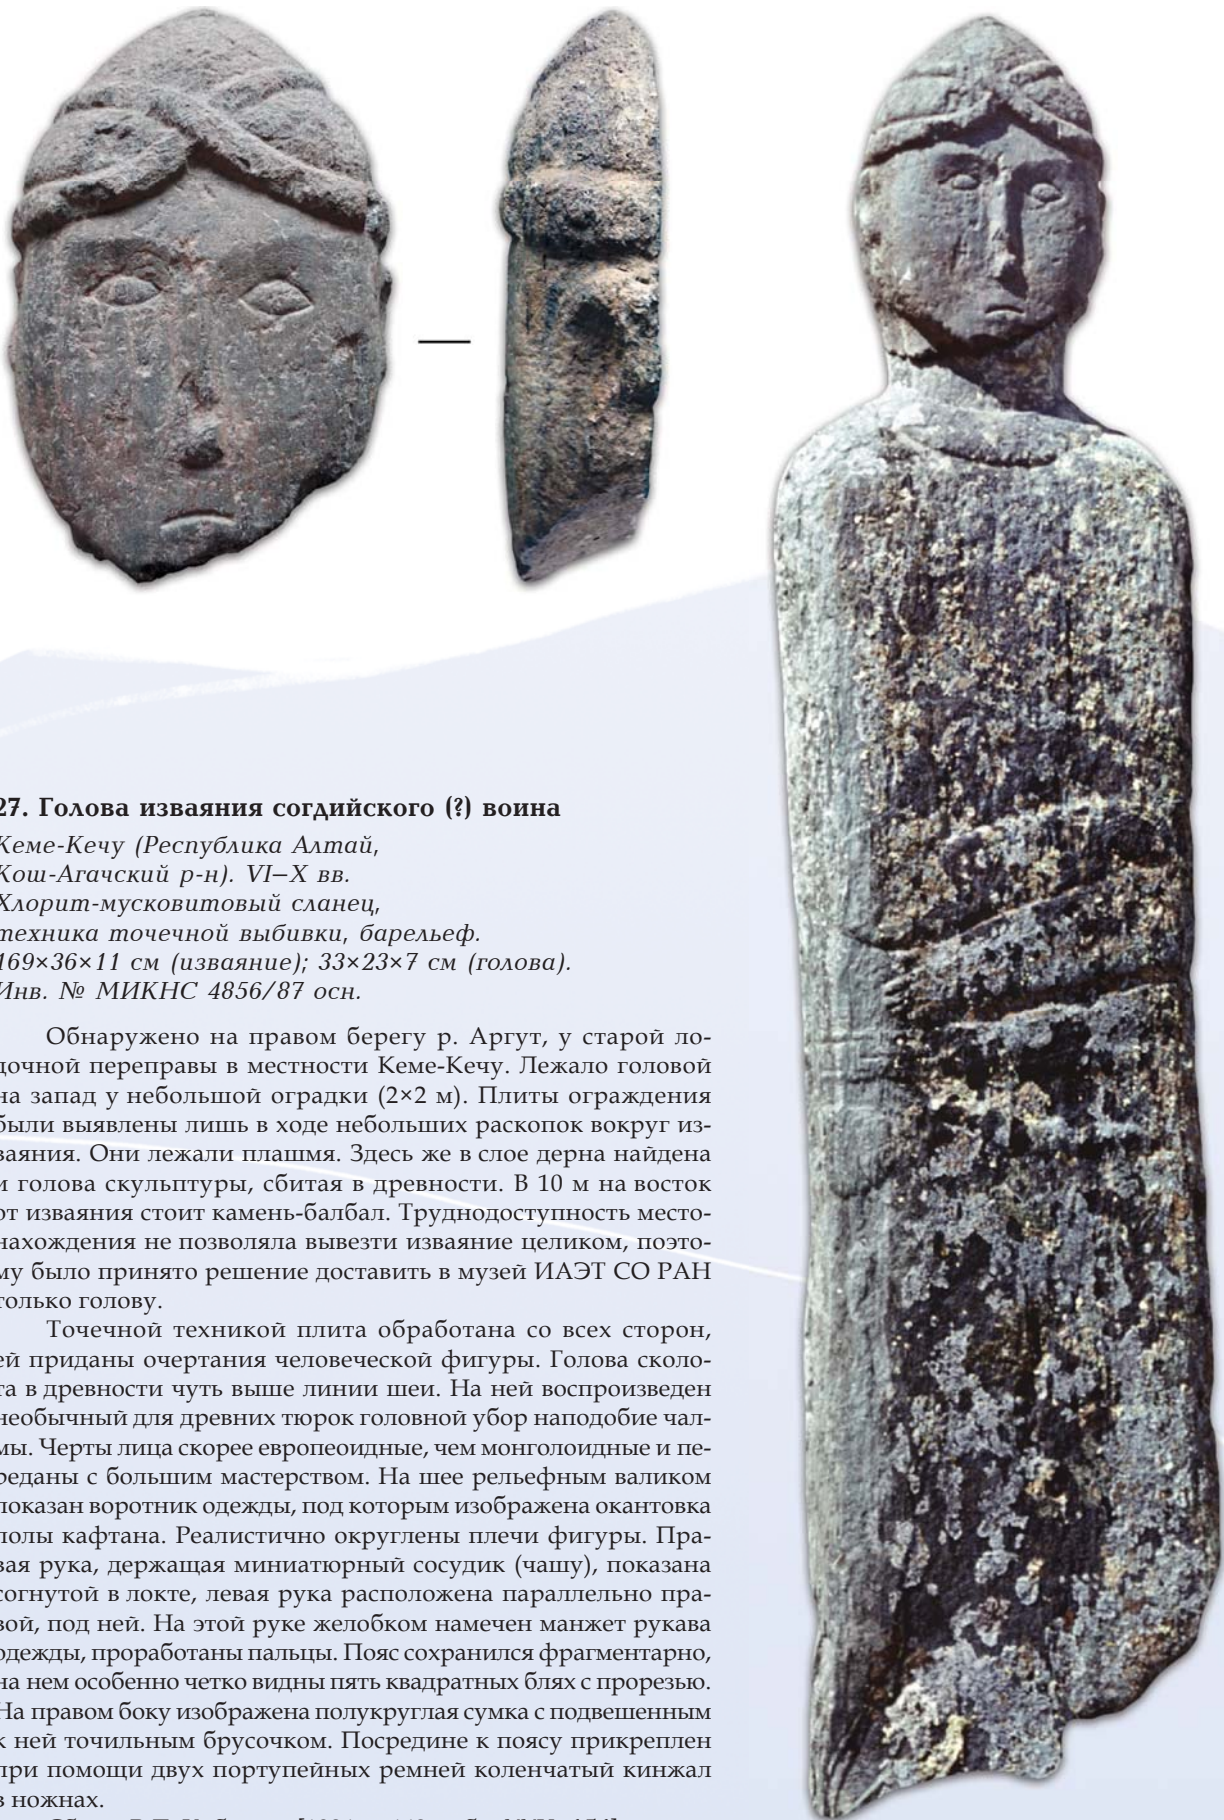 27. Голова изваяния согдийского (?) воина
Кеме-Кечу (Республика Алтай,
Кош-Агачский р-н). VI–X вв.
Хлорит-мусковитовый сланец,
техника точечной выбивки, барельеф.
169×36×11 см (изваяние); 33×23×7 см (голова).
Инв. № МИКНС 4856/87 осн.
Обнаружено на правом берегу р. Аргут, у старой ло-
дочной переправы в местности Кеме-Кечу. Лежало головой
на запад у небольшой оградки (2×2 м). Плиты ограждения
были выявлены лишь в ходе небольших раскопок вокруг из-
ваяния. Они лежали плашмя. Здесь же в слое дерна найдена
и голова скульптуры, сбитая в древности. В 10 м на восток
от изваяния стоит камень-балбал. Труднодоступность место-
нахождения не позволяла вывезти изваяние целиком, поэто-
му было принято решение доставить в музей ИАЭТ СО РАН
только голову.
Точечной техникой плита обработана со всех сторон,
ей приданы очертания человеческой фигуры. Голова сколо-
та в древности чуть выше линии шеи. На ней воспроизведен
необычный для древних тюрок головной убор наподобие чал-
мы. Черты лица скорее европеоидные, чем монголоидные и пе-
реданы с большим мастерством. На шее рельефным валиком
показан воротник одежды, под которым изображена окантовка
полы кафтана. Реалистично округлены плечи фигуры. Пра-
вая рука, держащая миниатюрный сосудик (чашу), показана
согнутой в локте, левая рука расположена параллельно пра-
вой, под ней. На этой руке желобком намечен манжет рукава
одежды, проработаны пальцы. Пояс сохранился фрагментарно,
на нем особенно четко видны пять квадратных блях с прорезью.
На правом боку изображена полукруглая сумка с подвешенным
к ней точильным брусочком. Посредине к поясу прикреплен
при помощи двух портупейных ремней коленчатый кинжал
в ножнах.